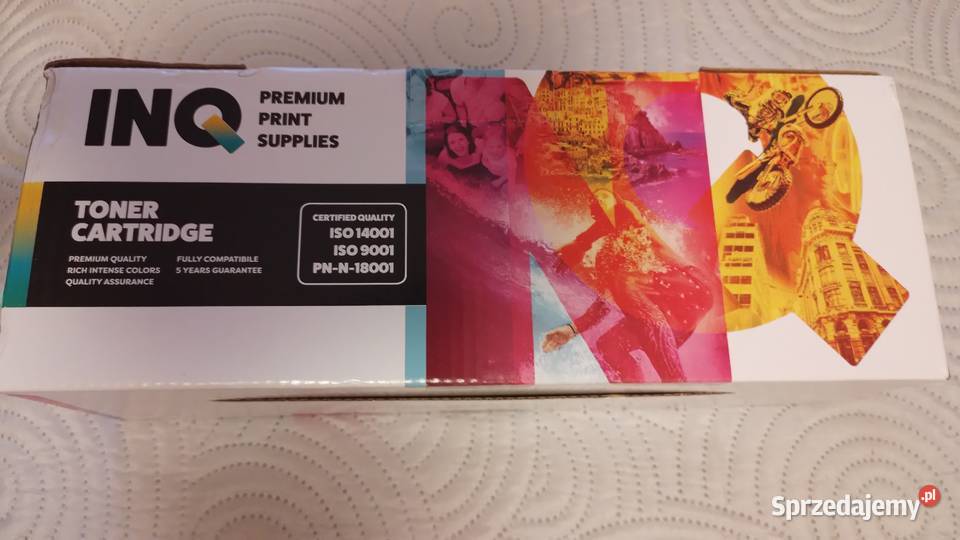 INQ
PREMIUM
PRINT
SUPPLIES
TONER
CARTRIDGE
PREMIUM QUALITY
RICH INTENSE COLORS
QUALITY ASSURANCE
FULLY COMPATIBILE
5 YEARS GUARANTEE
CERTIFIED QUALITY
ISO 14001
ISO 9001
PN-N-18001
Sprzedajemy.pl